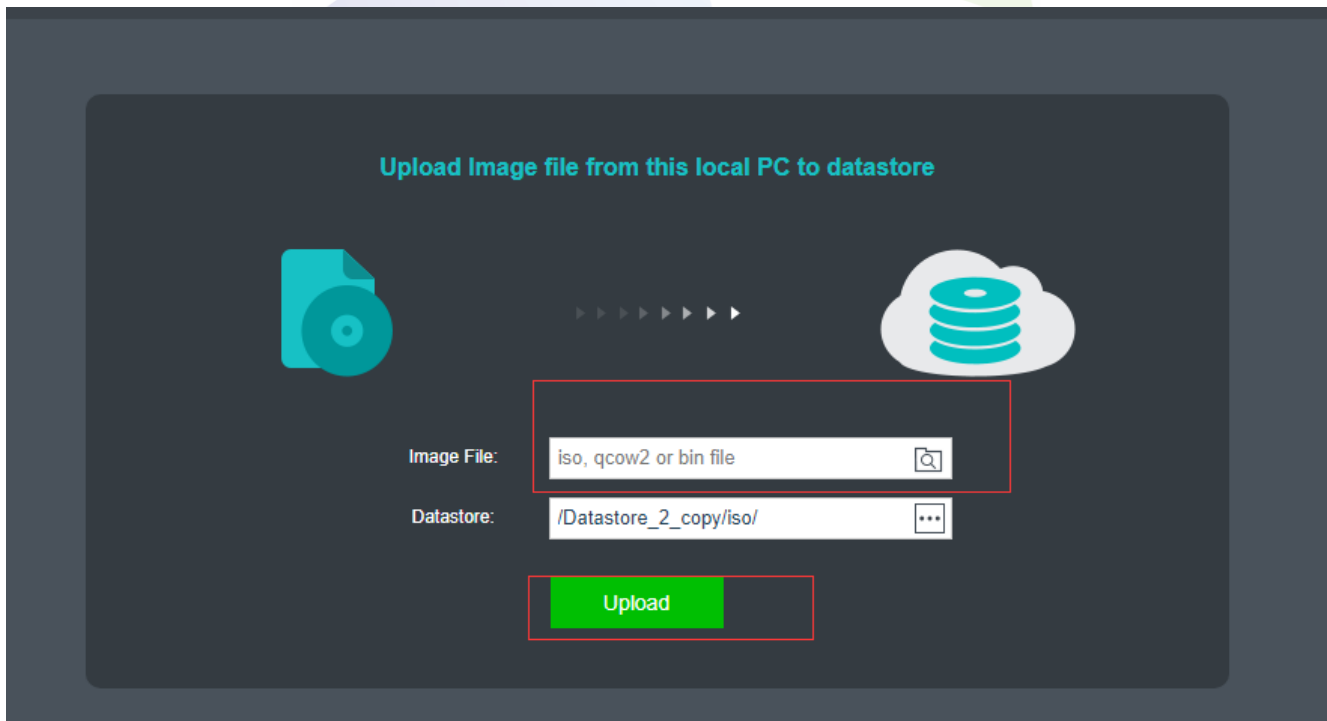 Upload Image file from this local PC to datastore
Image File: iso, qcow2 or bin file
Datastore: /Datastore_2_copy/iso/
Upload